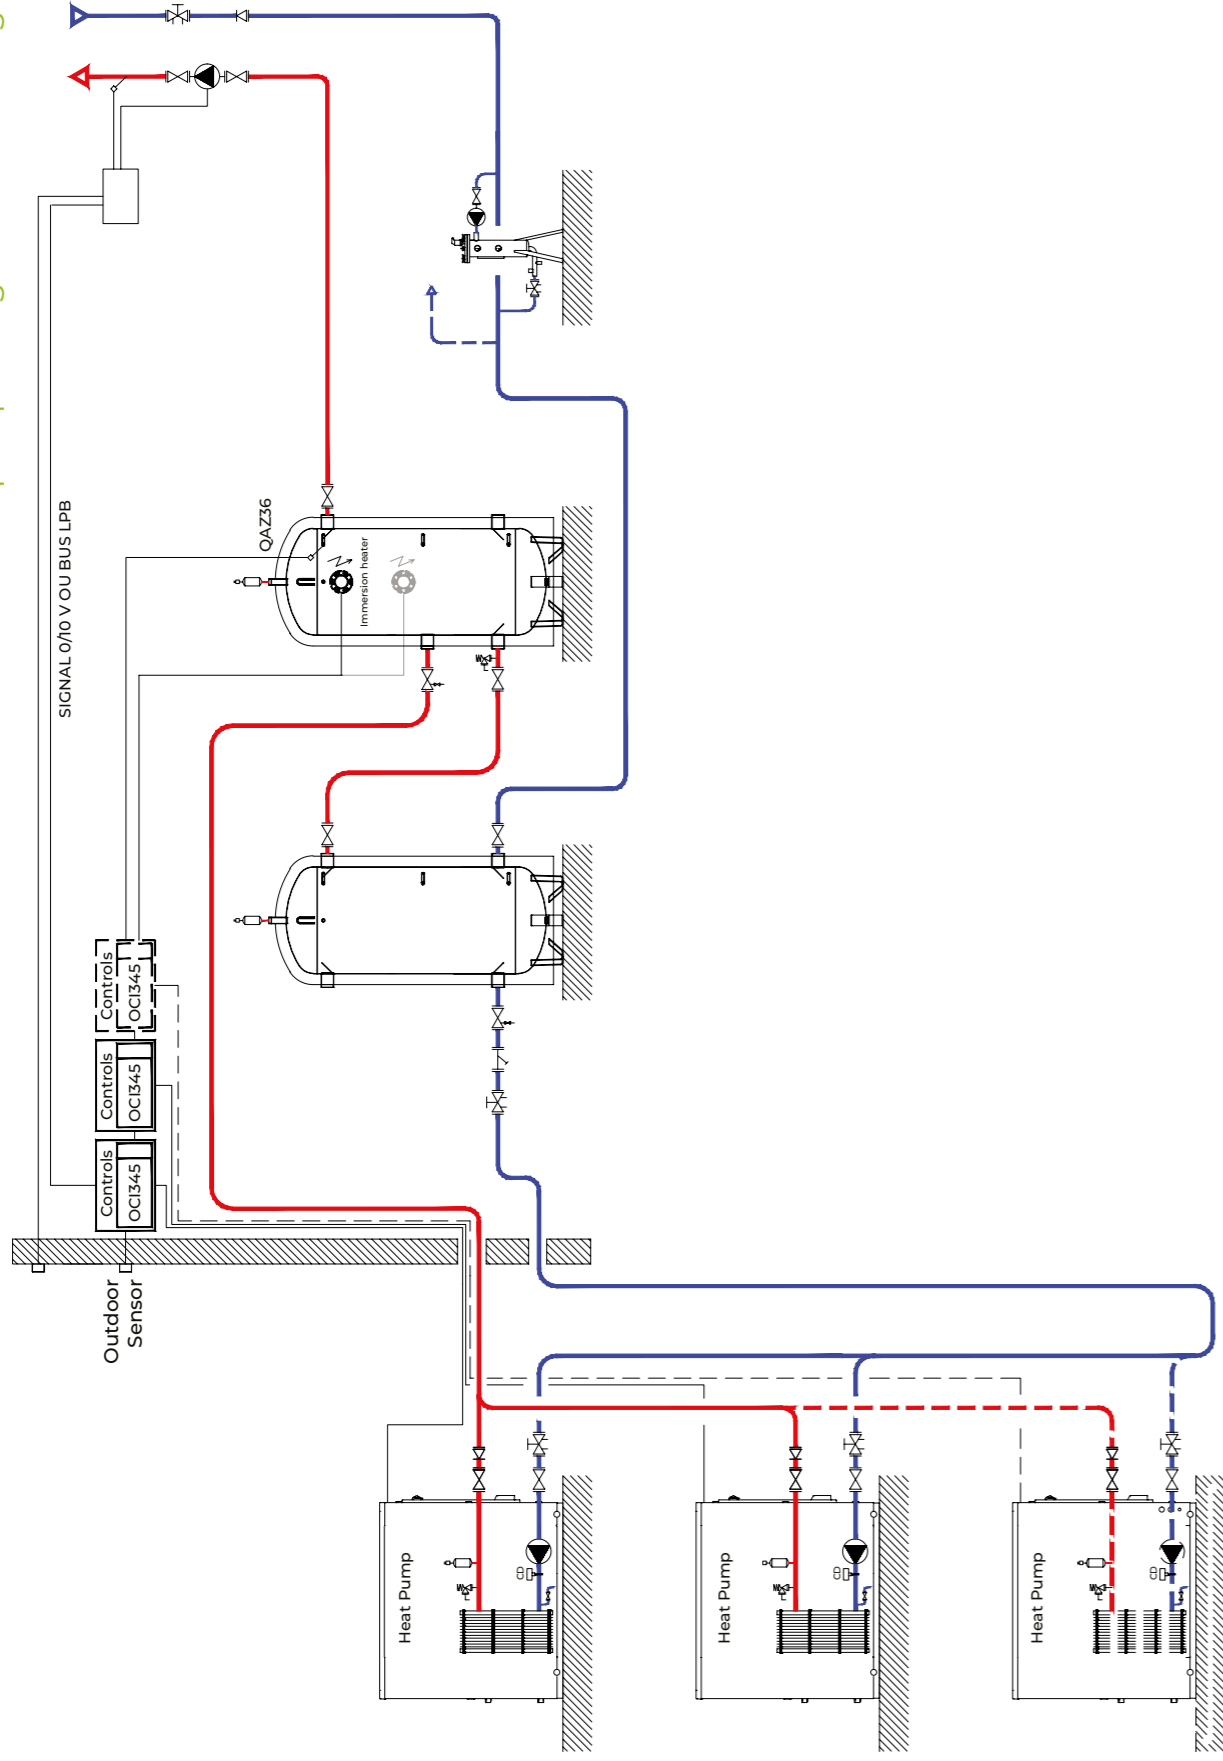 SIGNAL 0/10 V OU BUS LPB
QAZ36
Immersion heater
Controls
OCI345
Controls
OCI345
Controls
OCI345
Outdoor
Sensor
Heat Pump
Heat Pump
Heat Pump